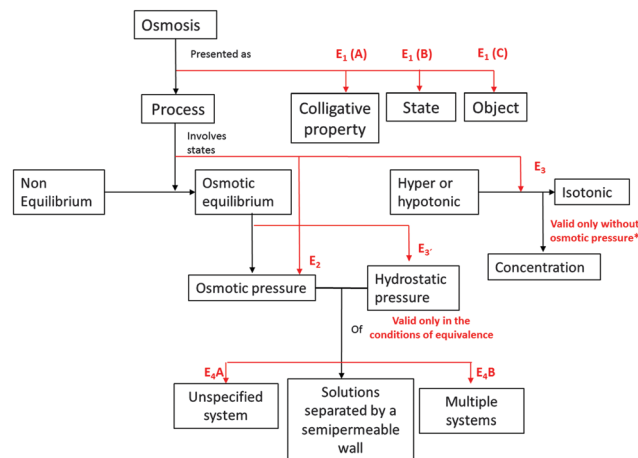 Osmosis
Presented as
E1 (A)
E1 (B)
E1 (C)
Process
Colligative
property
State
Object
Involves
states
Non
Equilibrium
Osmotic
equilibrium
Hyper or
hypotonic
E3
Isotonic
Valid only without
osmotic pressure*
E2
E3'
Concentration
Osmotic pressure
Hydrostatic
pressure
Of
Valid only in the
conditions of equivalence
E4A
E4B
Unspecified
system
Solutions
separated by a
semipermeable
wall
Multiple
systems